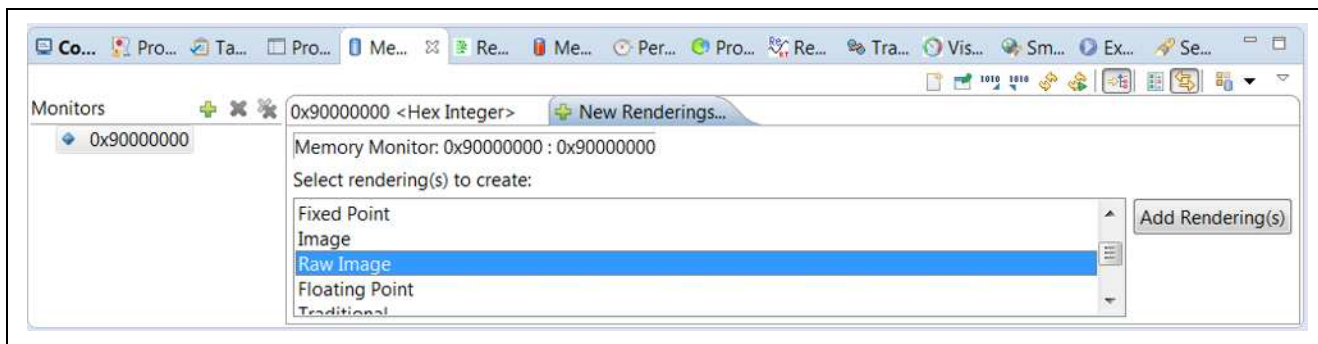 Co... Pro... Ta... Pro... Me... Re... Me... Per... Pro... Re... Tra... Vis... Sm... Ex... Se...
Monitors
0x90000000 <Hex Integer> New Renderings...
0x90000000
Memory Monitor: 0x90000000 : 0x90000000
Select rendering(s) to create:
Fixed Point
Image
Raw Image
Floating Point
Traditional
Add Rendering(s)